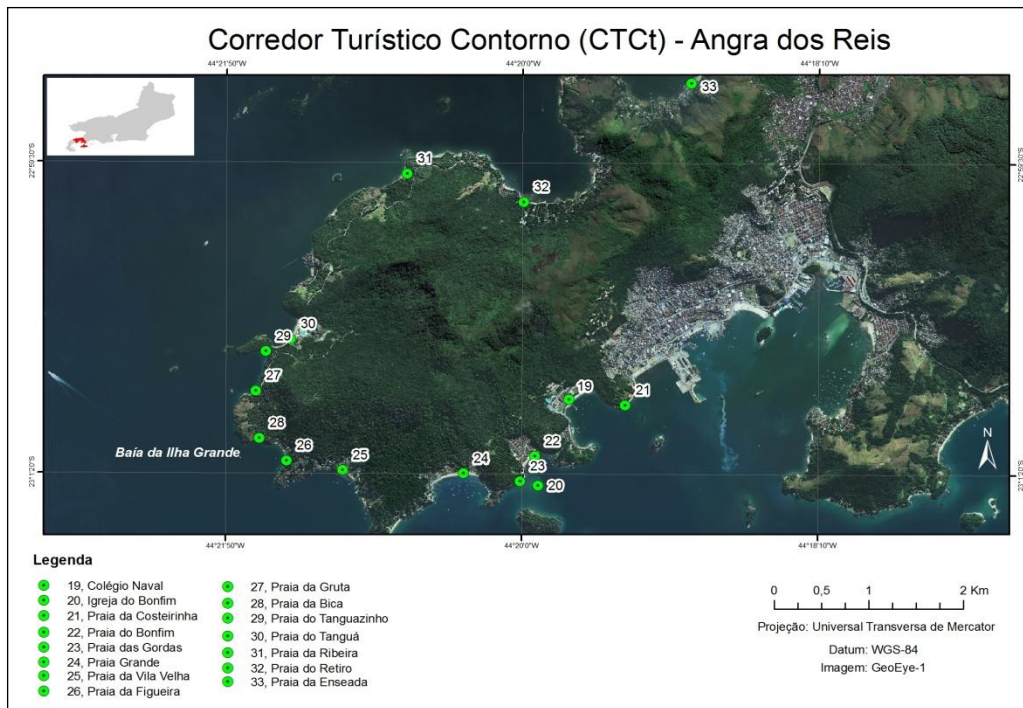 Corredor Turístico Contorno (CTCt) - Angra dos Reis
44°21'50"W 44°20'0"W 44°18'10"W
33
22°59'30"S 22°59'30"S
31
32
30
29
27
19 21
28
22
Baía da Ilha Grande
26
25 24 23
N
23°1'20"S 23°1'20"S
20
44°21'50"W 44°20'0"W 44°18'10"W
Legenda
19, Colégio Naval
20, Igreja do Bonfim
21, Praia da Costeirinha
22, Praia do Bonfim
23, Praia das Gordas
24, Praia Grande
25, Praia da Vila Velha
26, Praia da Figueira
27, Praia da Gruta
28, Praia da Bica
29, Praia do Tanguazinho
30, Praia do Tanguá
31, Praia da Ribeira
32, Praia do Retiro
33, Praia da Enseada
0 0,5 1 2 Km
Projeção: Universal Transversa de Mercator
Datum: WGS-84
Imagem: GeoEye-1